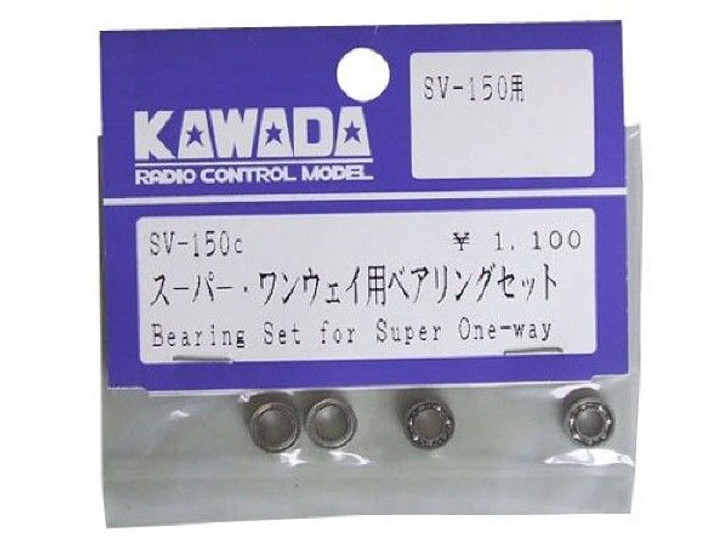 SV-150用
KAWADA
RADIO CONTROL MODEL
SV-150c ¥ 1,100
スーパー・ワンウェイ用ベアリングセット
Bearing Set for Super One-way